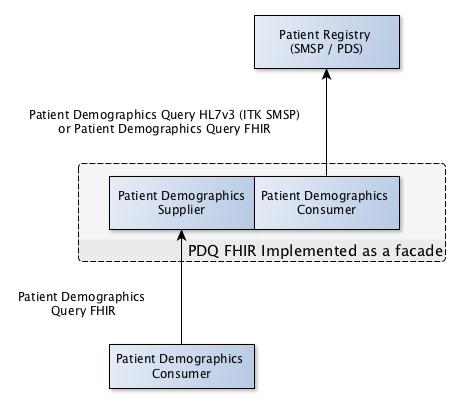 Patient Registry
(SMSP / PDS)
Patient Demographics Query HL7v3 (ITK SMSP)
or Patient Demographics Query FHIR
Patient Demographics
Supplier
Patient Demographics
Consumer
PDQ FHIR Implemented as a facade
Patient Demographics
Query FHIR
Patient Demographics
Consumer